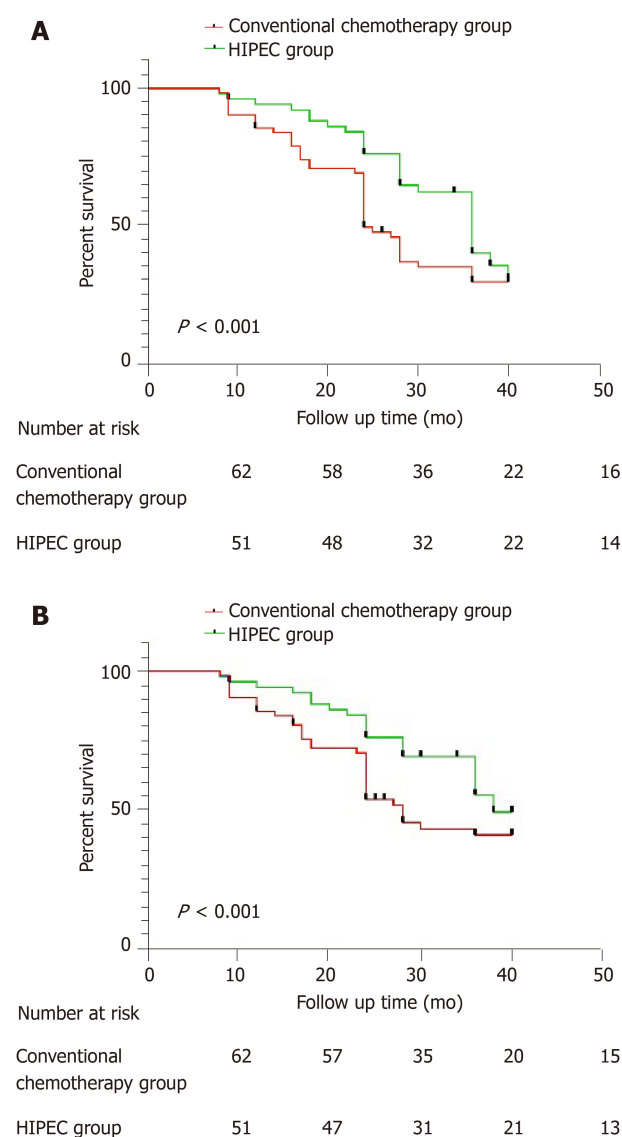 A
Conventional chemotherapy group
HIPEC group
100
50
0
Percent survival
P < 0.001
0 10 20 30 40 50
Follow up time (mo)
Number at risk
Conventional
chemotherapy group
62 58 36 22 16
HIPEC group 51 48 32 22 14
B
Conventional chemotherapy group
HIPEC group
100
50
0
Percent survival
P < 0.001
0 10 20 30 40 50
Follow up time (mo)
Number at risk
Conventional
chemotherapy group
62 57 35 20 15
HIPEC group 51 47 31 21 13